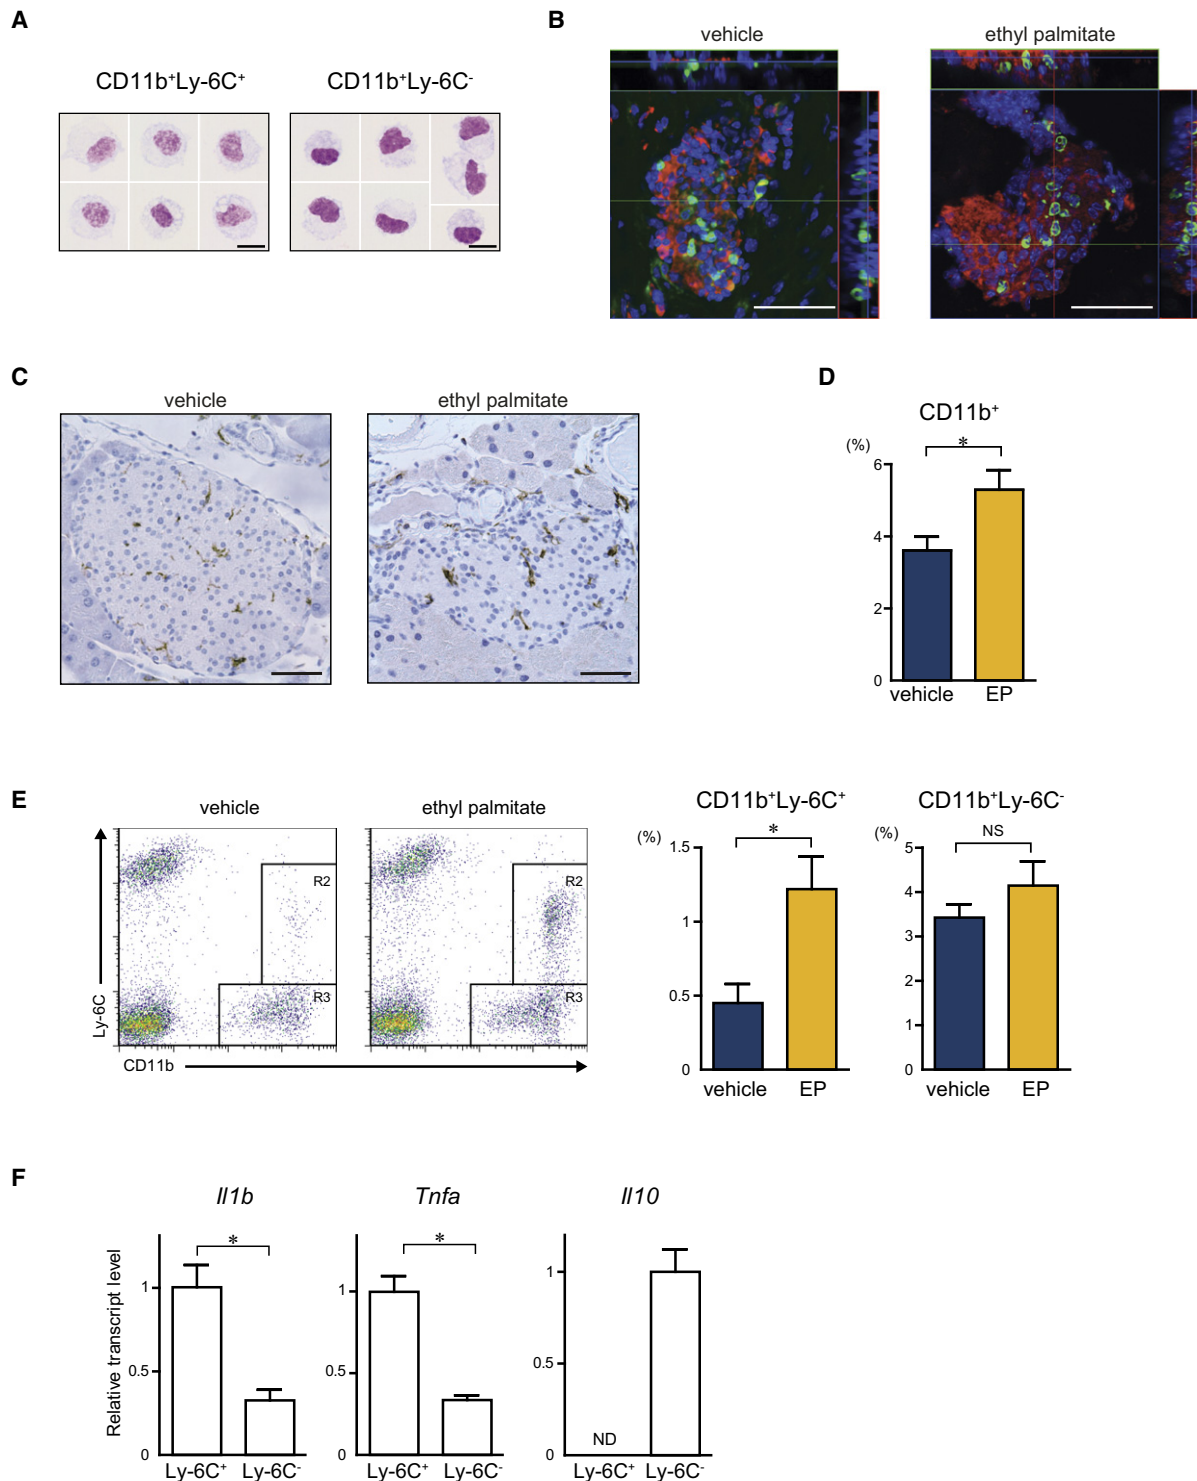 A
CD11b⁺Ly-6C⁺
CD11b⁺Ly-6C⁻
B
vehicle
ethyl palmitate
C
vehicle
ethyl palmitate
D
CD11b⁺
(%)
*
6
4
2
0
vehicle
EP
E
vehicle
ethyl palmitate
R2
R3
R2
R3
Ly-6C
CD11b
CD11b⁺Ly-6C⁺
(%)
*
1.5
1
0.5
0
vehicle
EP
CD11b⁺Ly-6C⁻
(%)
NS
5
4
3
2
1
0
vehicle
EP
F
Relative transcript level
Il1b
*
1
0.5
0
Ly-6C⁺
Ly-6C⁻
Tnfa
*
1
0.5
0
Ly-6C⁺
Ly-6C⁻
Il10
1
0.5
0
ND
Ly-6C⁺
Ly-6C⁻